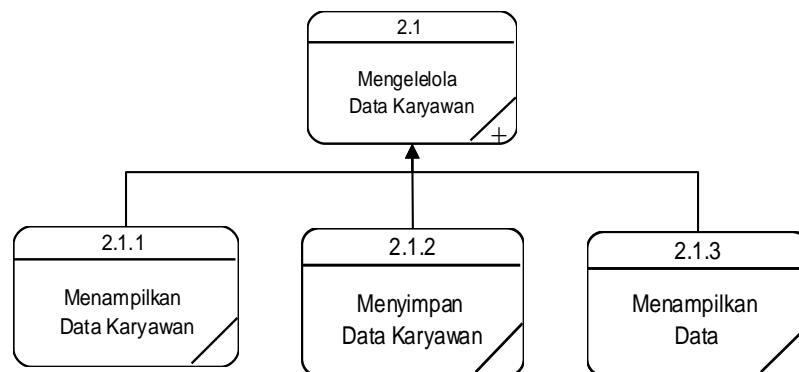 2.1
Mengelelola
Data Karyawan
+
2.1.1
Menampilkan
Data Karyawan
2.1.2
Menyimpan
Data Karyawan
2.1.3
Menampilkan
Data